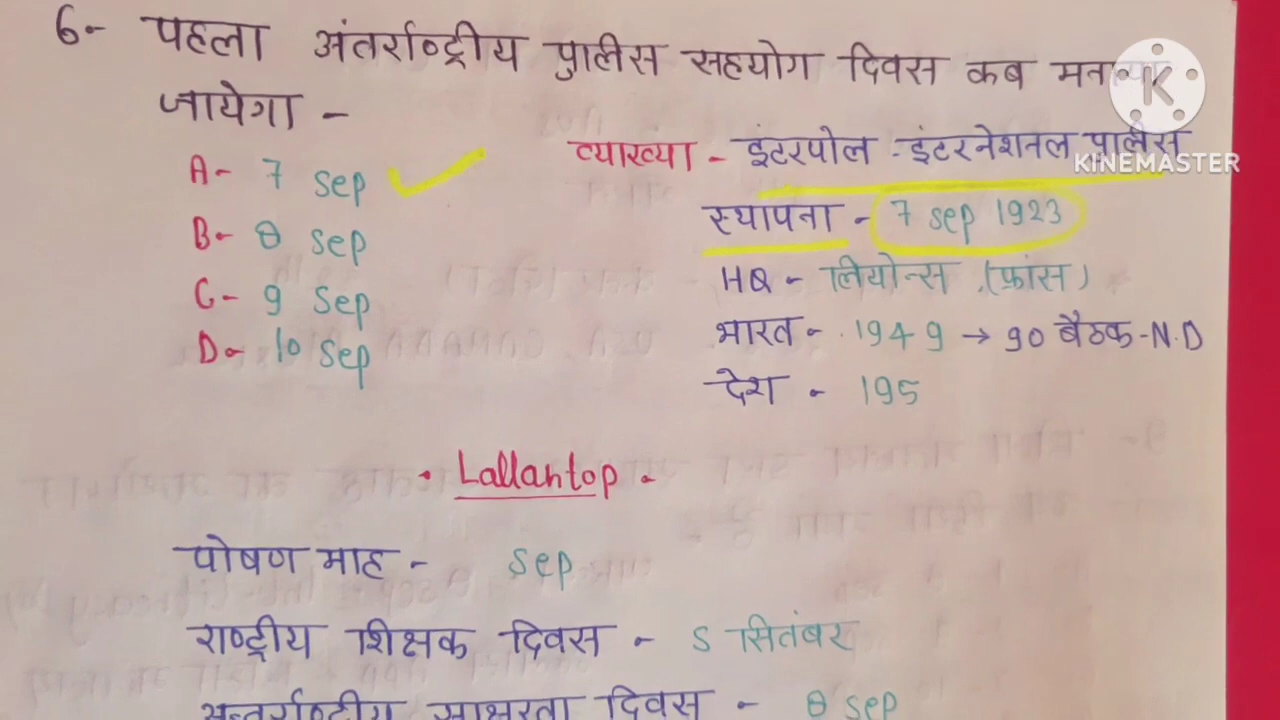 6- पहला अंतर्राष्ट्रीय पुलिस सहयोग दिवस कब मनाया
जायेगा -
A- 7 Sep
B- 8 Sep
C- 9 Sep
D- 10 Sep
व्याख्या - इंटरपोल - इंटरनेशनल पुलिस
स्थापना - 7 Sep 1923
HQ - लियोन्स (फ्रांस)
भारत - 1949 → 90 बैठक - N.D
देश - 195
• Lallantop •
पोषण माह - Sep
राष्ट्रीय शिक्षक दिवस - 5 सितंबर
अन्तर्राष्ट्रीय साक्षरता दिवस - 8 sep
K
KINEMASTER